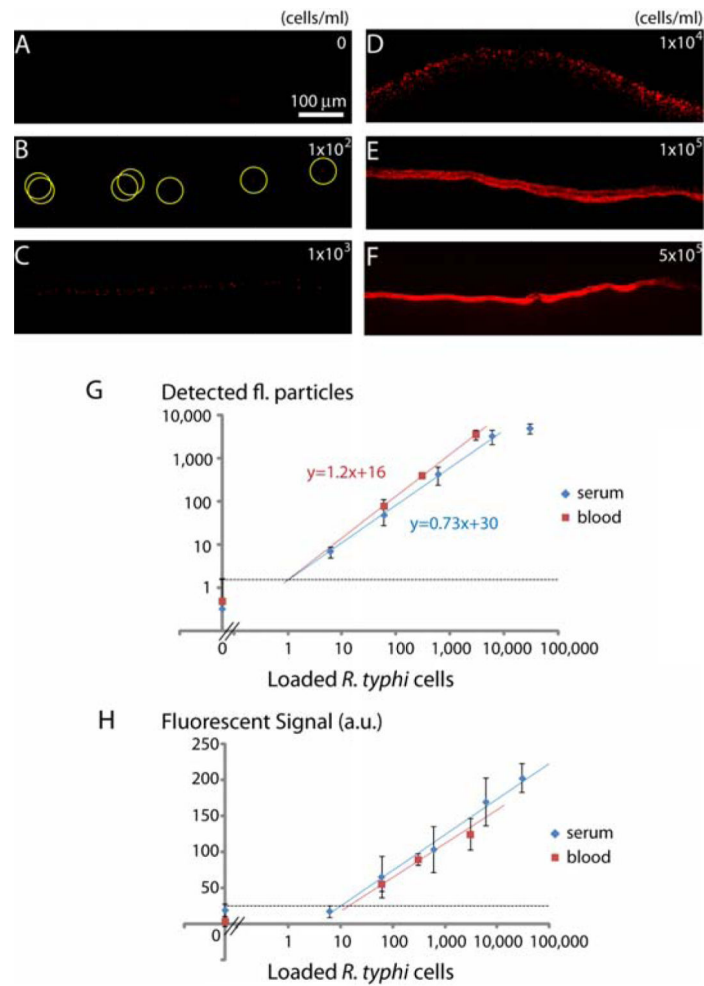 (cells/ml)
A
0
100 μm
B
1x10²
C
1x10³
(cells/ml)
D
1x10⁴
E
1x10⁵
F
5x10⁵
G
Detected fl. particles
10,000
1,000
100
10
1
y=1.2x+16
y=0.73x+30
serum
blood
0
1
10
100
1,000
10,000
100,000
Loaded R. typhi cells
H
Fluorescent Signal (a.u.)
250
200
150
100
50
0
serum
blood
1
10
100
1,000
10,000
100,000
Loaded R. typhi cells